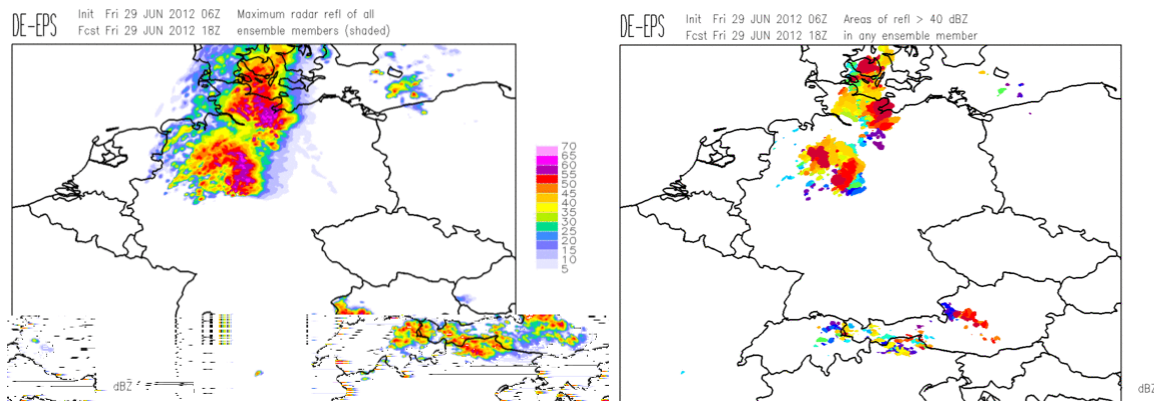 DE-EPS
Init Fri 29 JUN 2012 06Z Maximum radar refl of all
Fcst Fri 29 JUN 2012 18Z ensemble members (shaded)
70
65
60
55
50
45
40
35
30
25
20
15
10
5
dBZ
DE-EPS
Init Fri 29 JUN 2012 06Z Areas of refl > 40 dBZ
Fcst Fri 29 JUN 2012 18Z in any ensemble member
dBZ